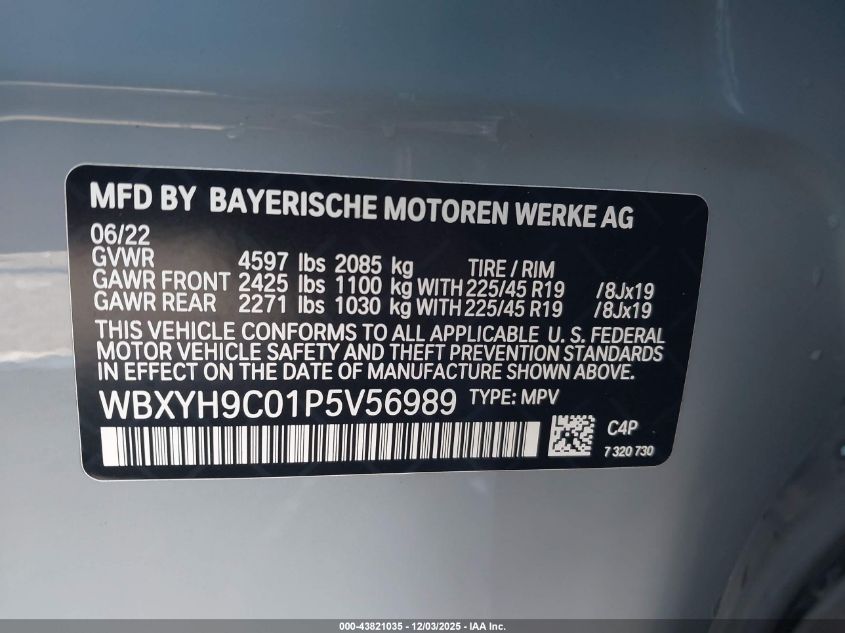 MFD BY BAYERISCHE MOTOREN WERKE AG
06/22
GVWR 4597 lbs 2085 kg TIRE / RIM
GAWR FRONT 2425 lbs 1100 kg WITH 225/45 R19 /8Jx19
GAWR REAR 2271 lbs 1030 kg WITH 225/45 R19 /8Jx19
THIS VEHICLE CONFORMS TO ALL APPLICABLE U. S. FEDERAL
MOTOR VEHICLE SAFETY AND THEFT PREVENTION STANDARDS
IN EFFECT ON THE DATE OF MANUFACTURE SHOWN ABOVE.
WBXYH9C01P5V56989 TYPE: MPV
C4P
7 320 730
000-43821035 - 12/03/2025 - IAA Inc.